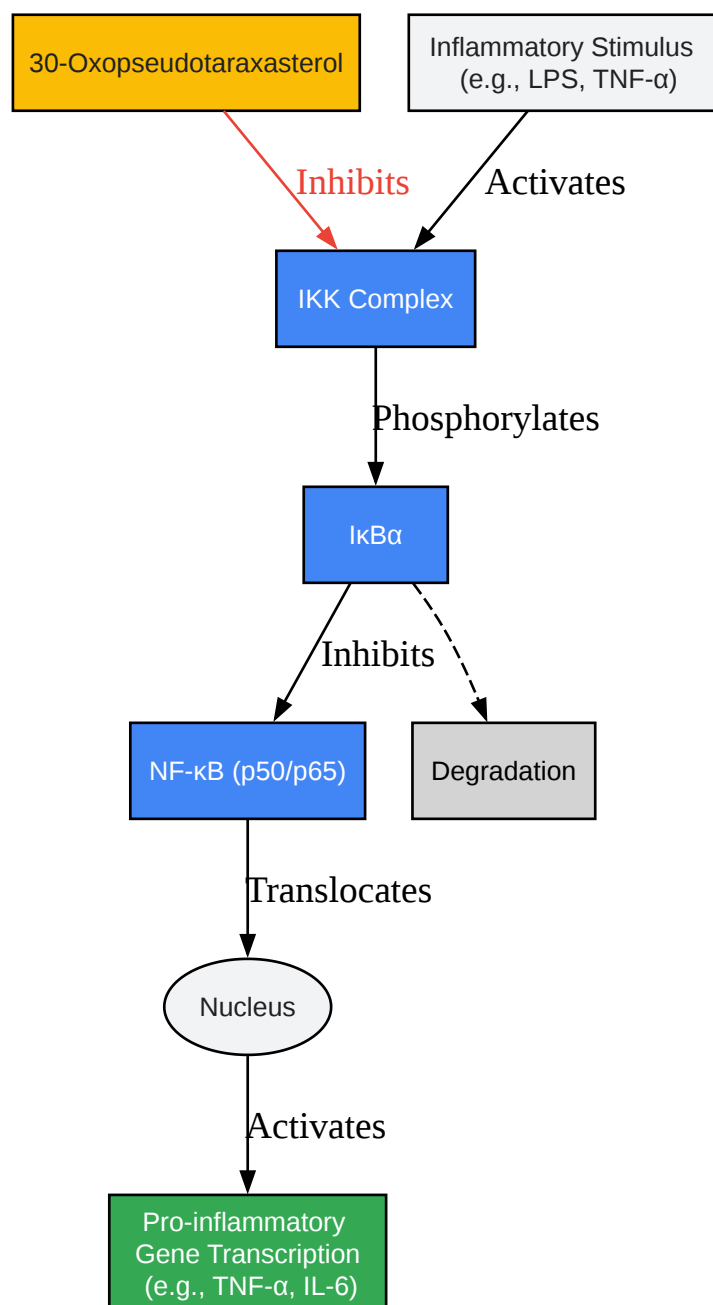 30-Oxopseudotaraxasterol
Inflammatory Stimulus
(e.g., LPS, TNF-α)
Inhibits
Activates
IKK Complex
Phosphorylates
IκBα
Inhibits
NF-κB (p50/p65)
Degradation
Translocates
Nucleus
Activates
Pro-inflammatory
Gene Transcription
(e.g., TNF-α, IL-6)